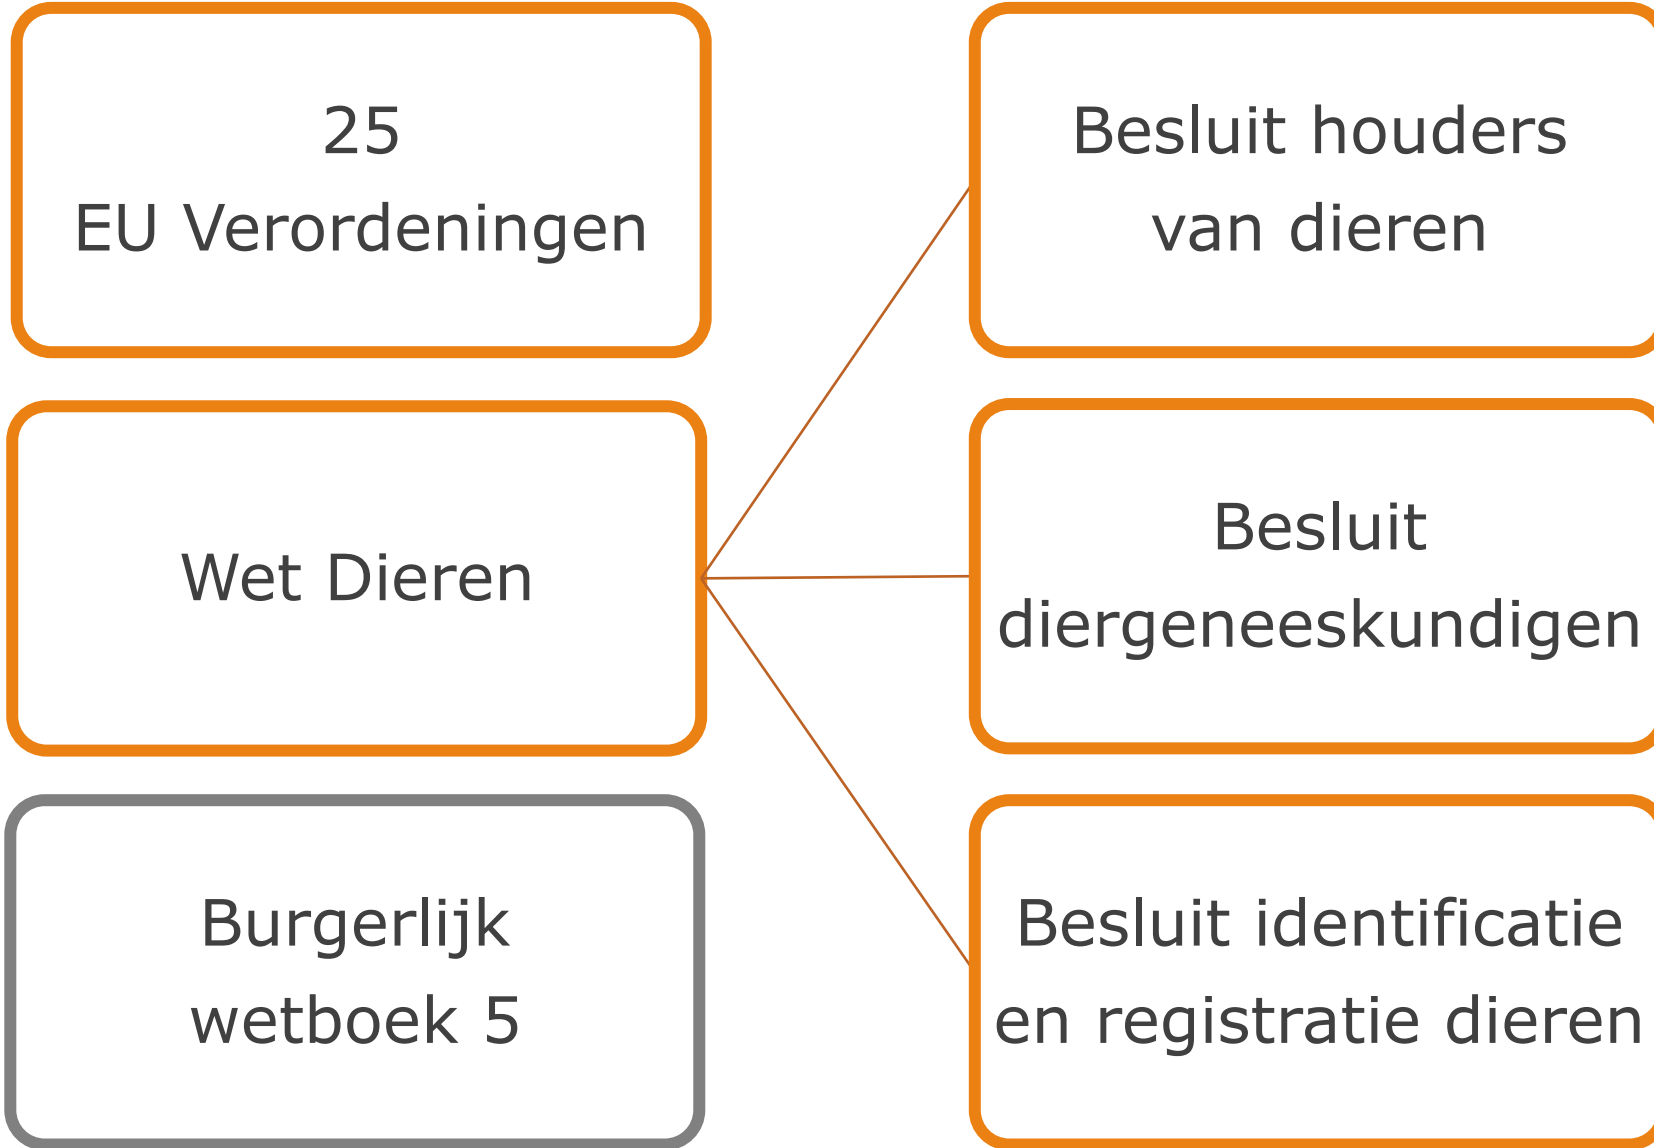 25
EU Verordeningen
Besluit houders
van dieren
Wet Dieren
Besluit
diergeneeskundigen
Burgerlijk
wetboek 5
Besluit identificatie
en registratie dieren